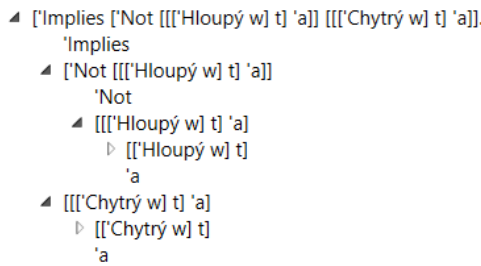 ['Implies ['Not [[['Hloupý w] t] 'a]] [[['Chytrý w] t] 'a]].
'Implies
['Not [[['Hloupý w] t] 'a]]
'Not
[[['Hloupý w] t] 'a]
[['Hloupý w] t]
'a
[[['Chytrý w] t] 'a]
[['Chytrý w] t]
'a